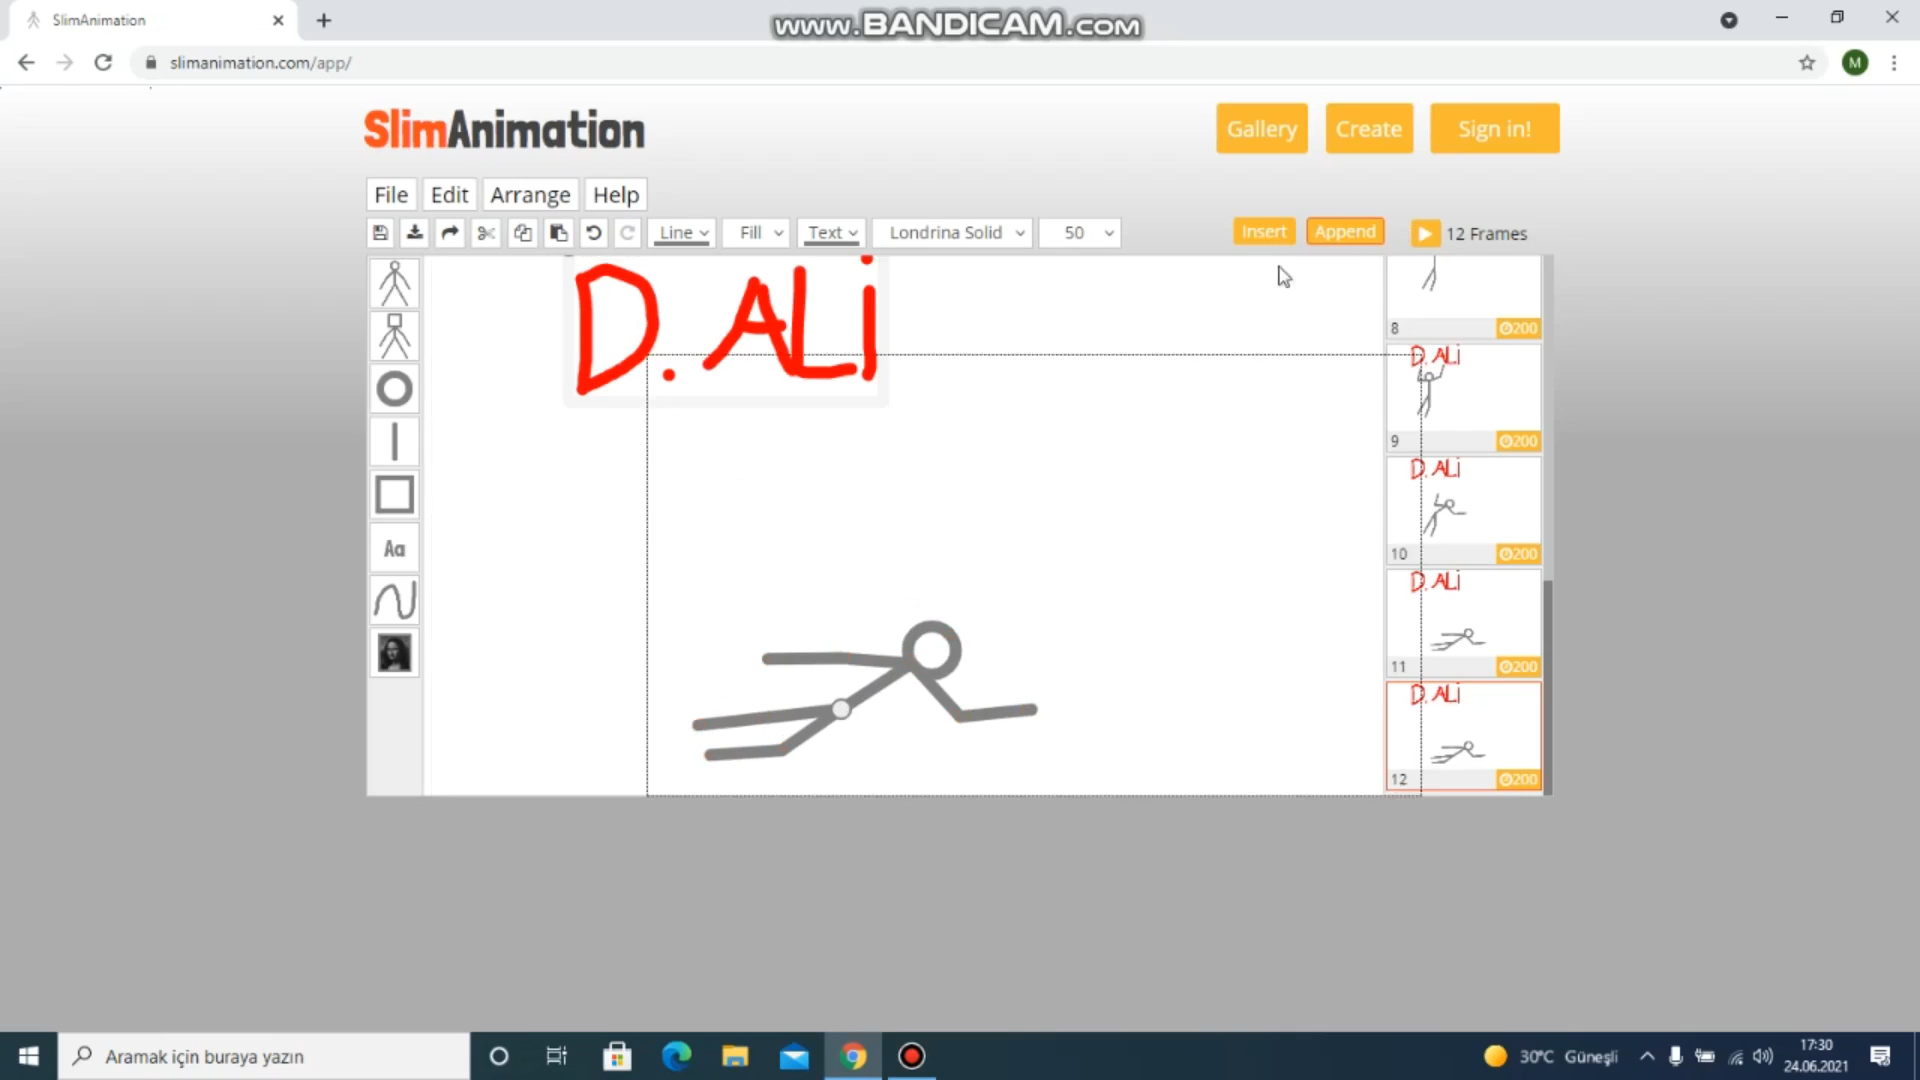 SlimAnimation
www.BANDICAM.com
slimanimation.com/app/
M
SlimAnimation
Gallery
Create
Sign in!
File
Edit
Arrange
Help
Line
Fill
Text
Londrina Solid
50
Insert
Append
12 Frames
D. ALİ
Aa
8
200
D. ALİ
9
200
D. ALİ
10
200
D. ALİ
11
200
D. ALİ
12
200
Aramak için buraya yazın
30°C Güneşli
17:30
24.06.2021